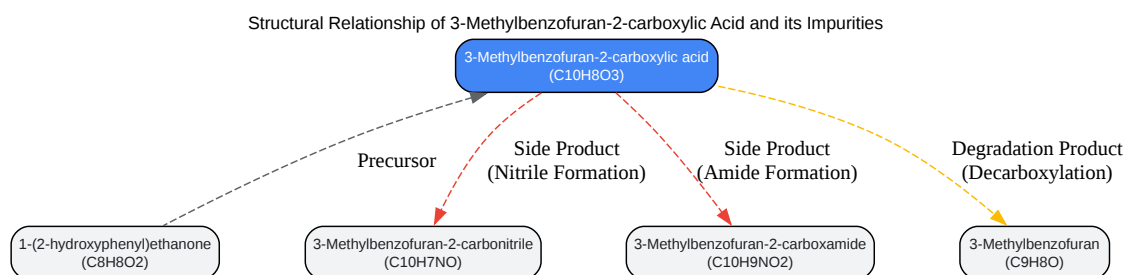 Structural Relationship of 3-Methylbenzofuran-2-carboxylic Acid and its Impurities
3-Methylbenzofuran-2-carboxylic acid
(C10H8O3)
Precursor
Side Product
(Nitrile Formation)
Side Product
(Amide Formation)
Degradation Product
(Decarboxylation)
1-(2-hydroxyphenyl)ethanone
(C8H8O2)
3-Methylbenzofuran-2-carbonitrile
(C10H7NO)
3-Methylbenzofuran-2-carboxamide
(C10H9NO2)
3-Methylbenzofuran
(C9H8O)